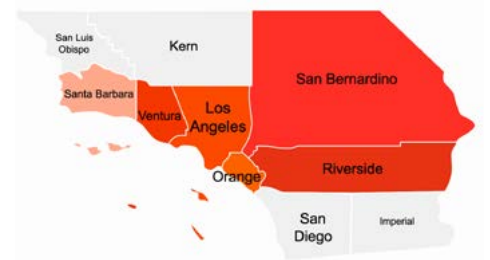 San Luis
Obispo
Kern
San Bernardino
Santa Barbara
Ventura
Los
Angeles
Orange
Riverside
San
Diego
Imperial